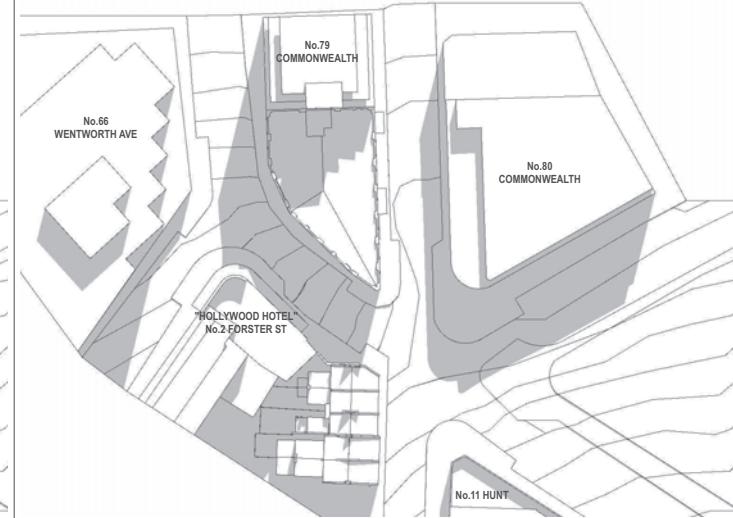 No.79
COMMONWEALTH
No.66
WENTWORTH AVE
No.80
COMMONWEALTH
"HOLLYWOOD HOTEL"
No.2 FORSTER ST
No.11 HUNT